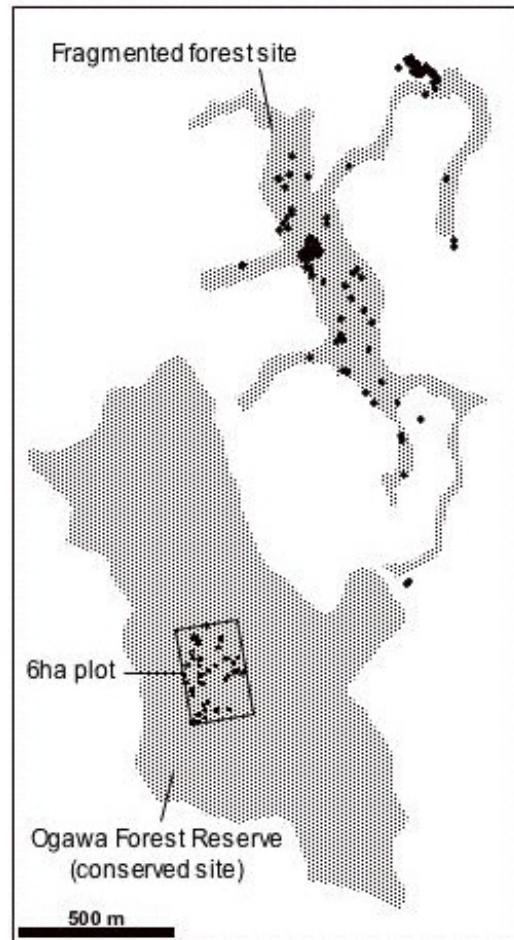 Fragmented forest site
6ha plot
Ogawa Forest Reserve
(conserved site)
500 m